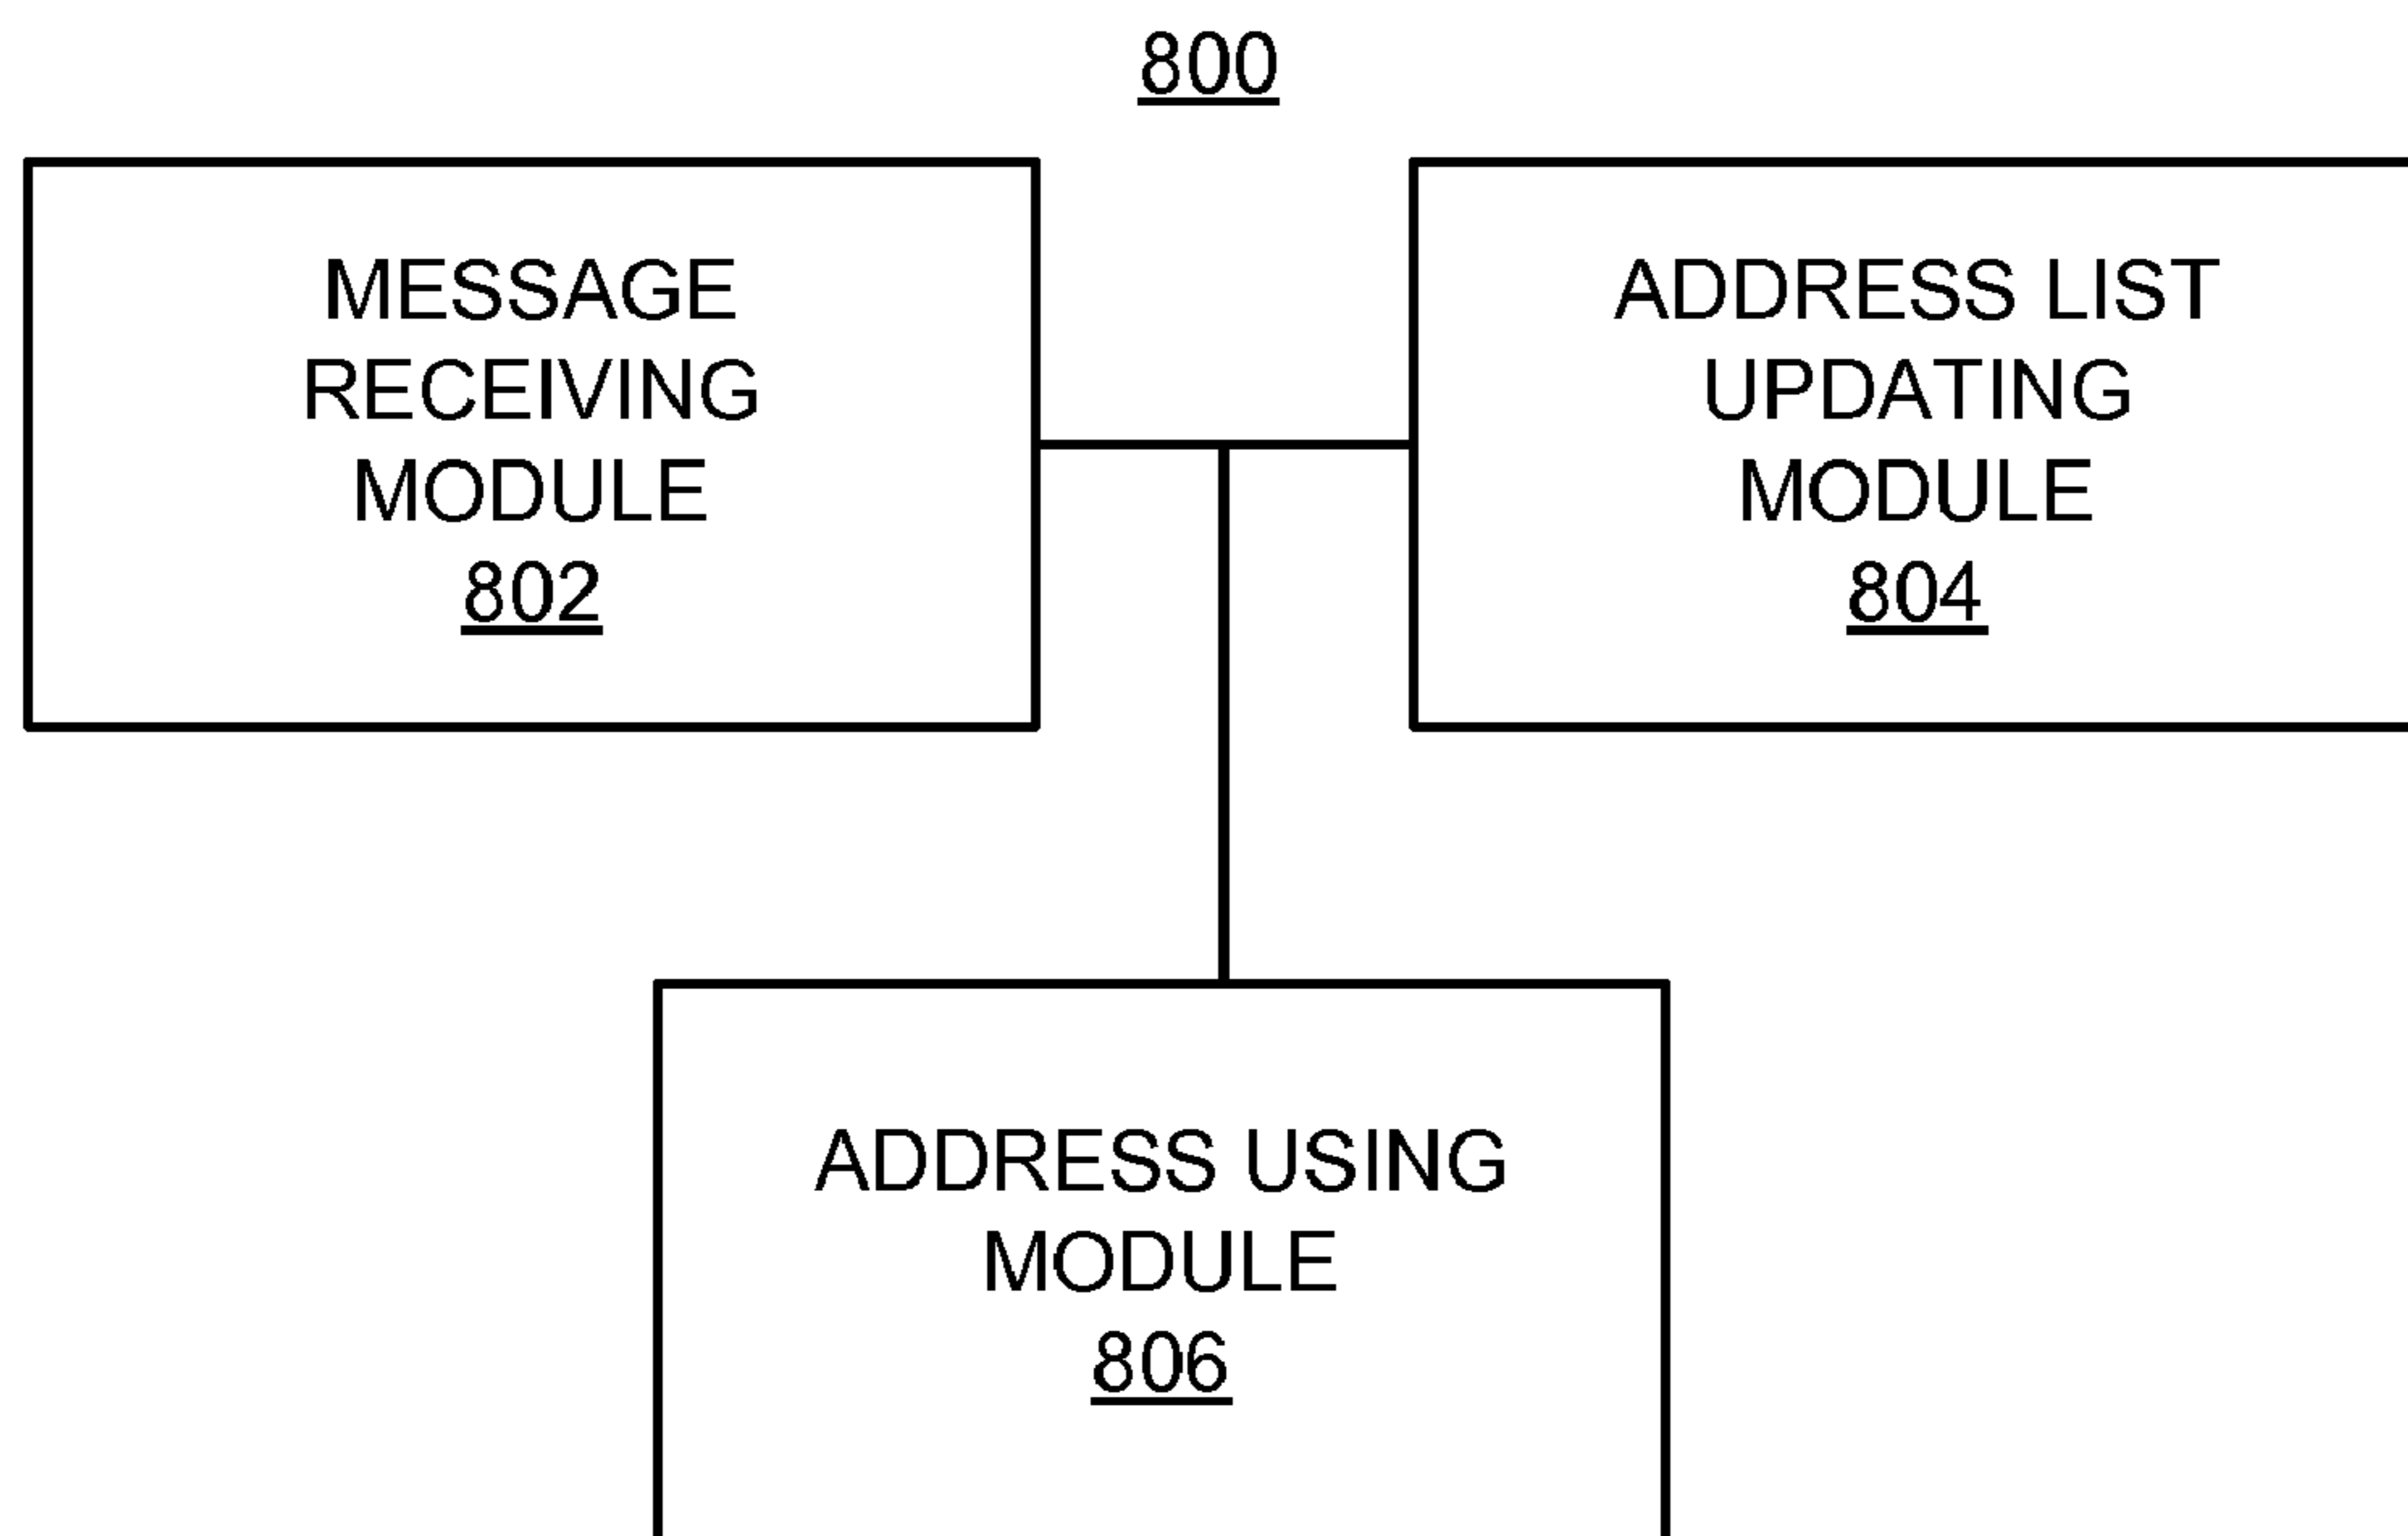 800
MESSAGE
RECEIVING
MODULE
802
ADDRESS LIST
UPDATING
MODULE
804
ADDRESS USING
MODULE
806